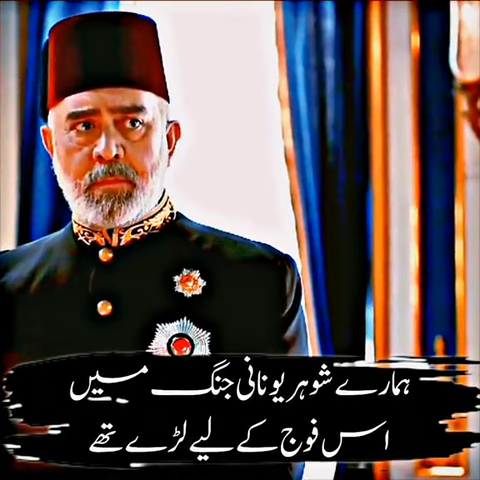 ہمارے شوہر یونانی جنگ میں
اس فوج کے لیے لڑے تھے